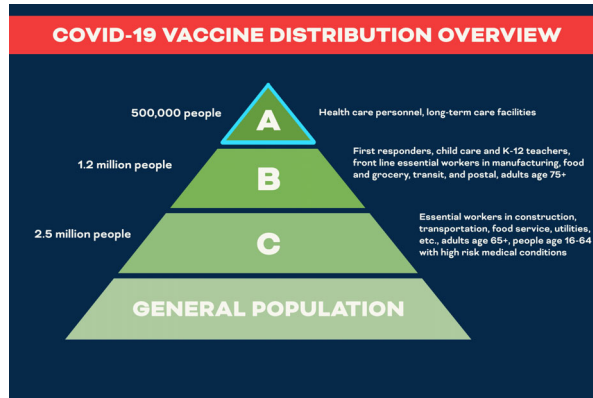 COVID-19 VACCINE DISTRIBUTION OVERVIEW
500,000 people
A
Health care personnel, long-term care facilities
1.2 million people
B
First responders, child care and K-12 teachers,
front line essential workers in manufacturing, food
and grocery, transit, and postal, adults age 75+
2.5 million people
C
Essential workers in construction,
transportation, food service, utilities,
etc., adults age 65+, people age 16-64
with high risk medical conditions
GENERAL POPULATION